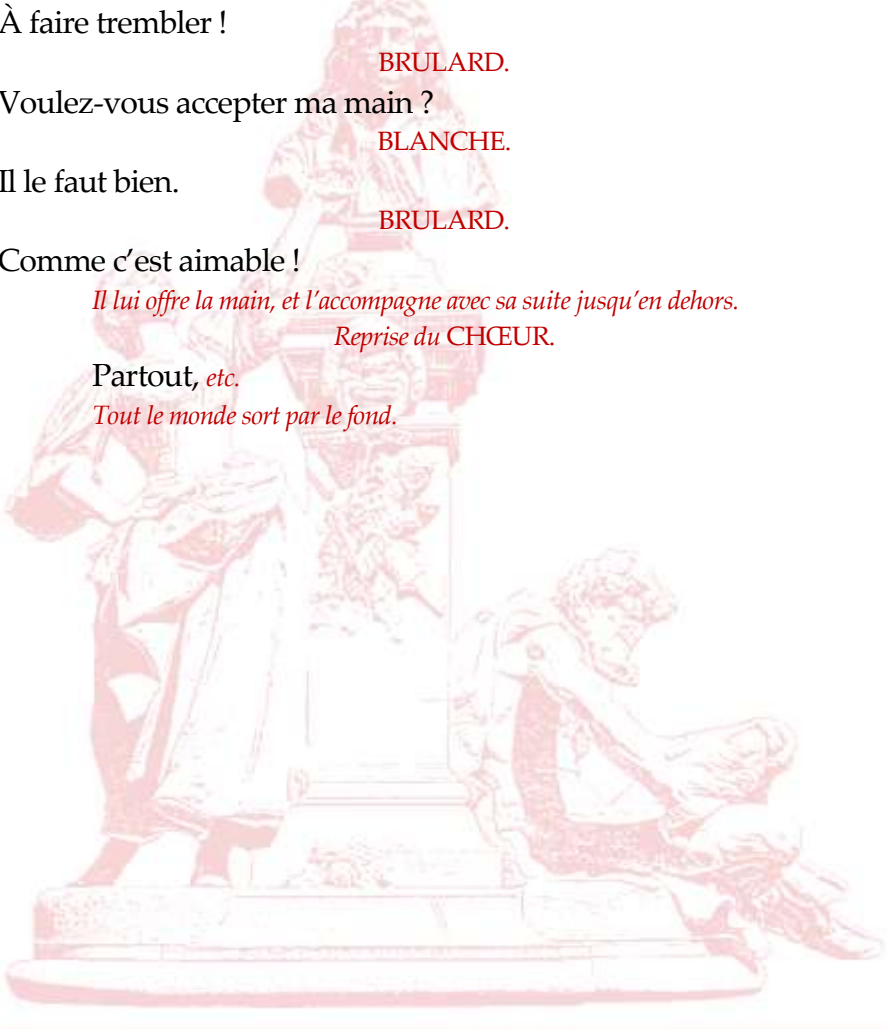 À faire trembler !
BRULARD.
Voulez-vous accepter ma main ?
BLANCHE.
Il le faut bien.
BRULARD.
Comme c’est aimable !
Il lui offre la main, et l’accompagne avec sa suite jusqu’en dehors.
Reprise du CHŒUR.
Partout, etc.
Tout le monde sort par le fond.